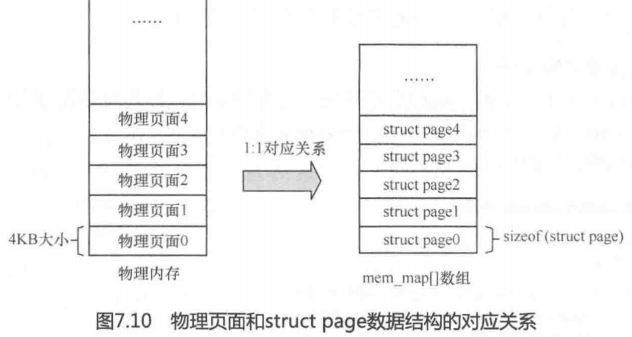 ......
物理页面4
物理页面3
物理页面2
物理页面1
物理页面0
4KB大小
物理内存
1:1对应关系
......
struct page4
struct page3
struct page2
struct page1
struct page0
sizeof (struct page)
mem_map[]数组
图7.10 物理页面和struct page数据结构的对应关系